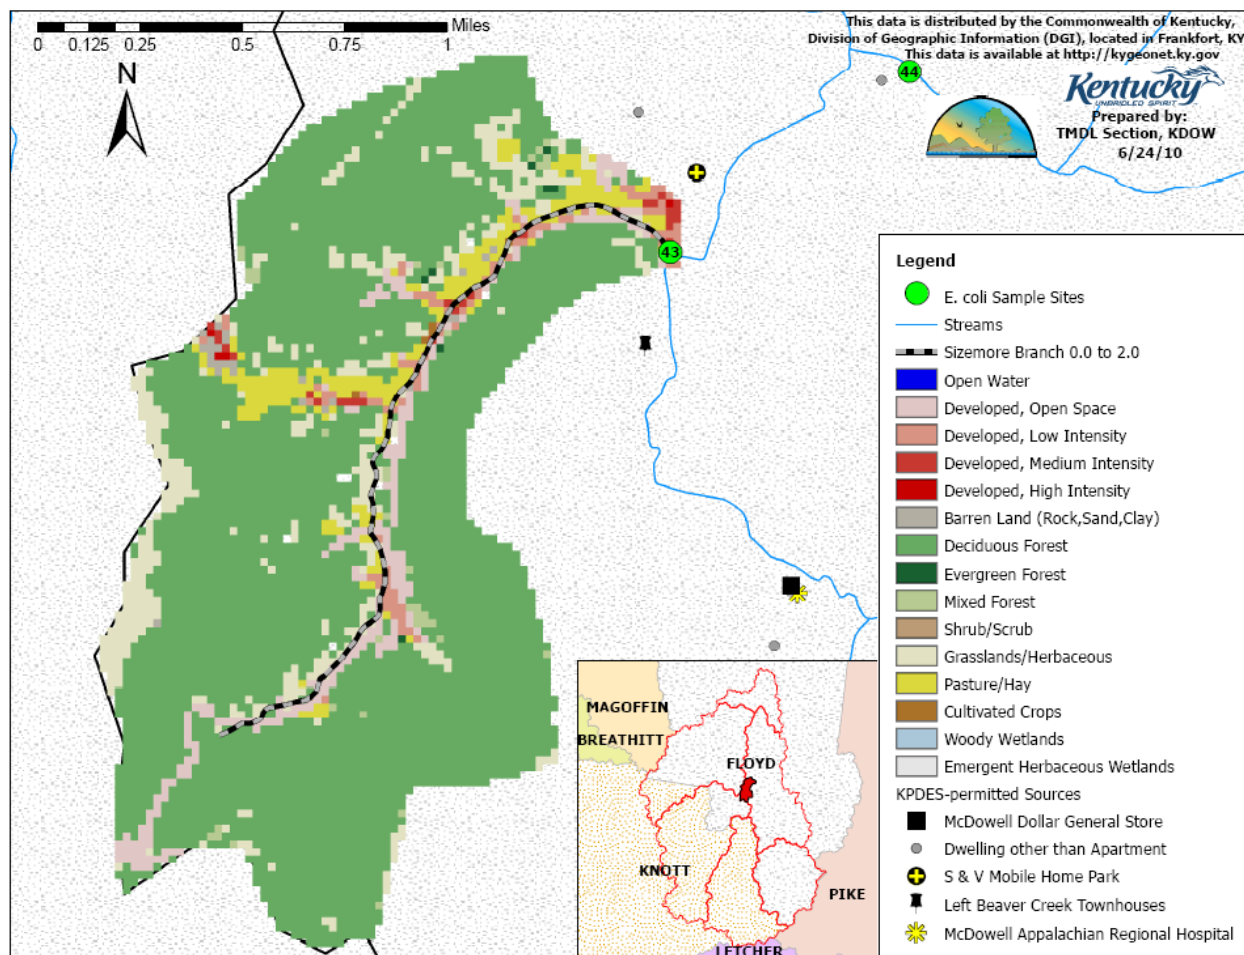 Miles
0 0.125 0.25 0.5 0.75 1
N
This data is distributed by the Commonwealth of Kentucky,
Division of Geographic Information (DGI), located in Frankfort, KY
This data is available at http://kygeonet.ky.gov
44
Kentucky
UNBRIDLED SPIRIT
Prepared by:
TMDL Section, KDOW
6/24/10
43
Legend
E. coli Sample Sites
Streams
Sizemore Branch 0.0 to 2.0
Open Water
Developed, Open Space
Developed, Low Intensity
Developed, Medium Intensity
Developed, High Intensity
Barren Land (Rock,Sand,Clay)
Deciduous Forest
Evergreen Forest
Mixed Forest
Shrub/Scrub
Grasslands/Herbaceous
Pasture/Hay
Cultivated Crops
Woody Wetlands
Emergent Herbaceous Wetlands
KPDES-permitted Sources
McDowell Dollar General Store
Dwelling other than Apartment
S & V Mobile Home Park
Left Beaver Creek Townhouses
McDowell Appalachian Regional Hospital
MAGOFFIN
BREATHITT
FLOYD
KNOTT
PIKE
LETCHER